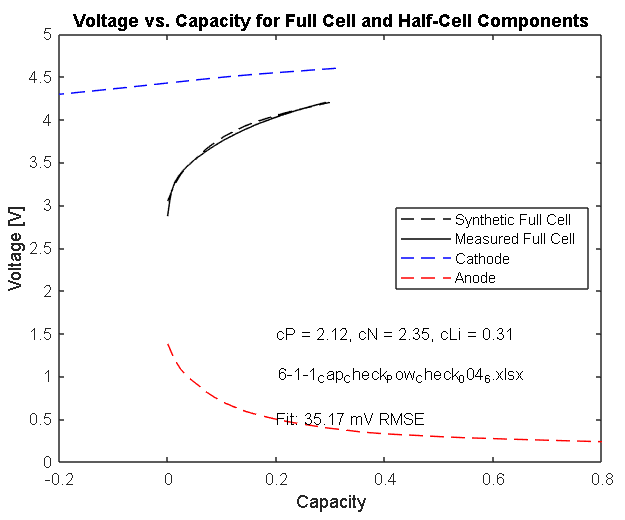 Voltage vs. Capacity for Full Cell and Half-Cell Components
5
4.5
4
3.5
3
2.5
2
1.5
1
0.5
0
Voltage [V]
Synthetic Full Cell
Measured Full Cell
Cathode
Anode
cP = 2.12, cN = 2.35, cLi = 0.31
6-1-1CapCheckPowCheck0046.xlsx
Fit: 35.17 mV RMSE
-0.2 0 0.2 0.4 0.6 0.8
Capacity